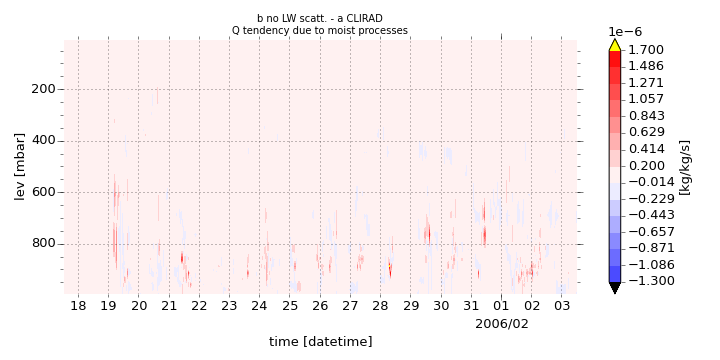 b no LW scatt. - a CLIRAD
Q tendency due to moist processes
1e−6
1.700
1.486
1.271
1.057
0.843
0.629
0.414
0.200
−0.014
−0.229
−0.443
−0.657
−0.871
−1.086
−1.300
[kg/kg/s]
lev [mbar]
200
400
600
800
18 19 20 21 22 23 24 25 26 27 28 29 30 31 01 02 03
2006/02
time [datetime]